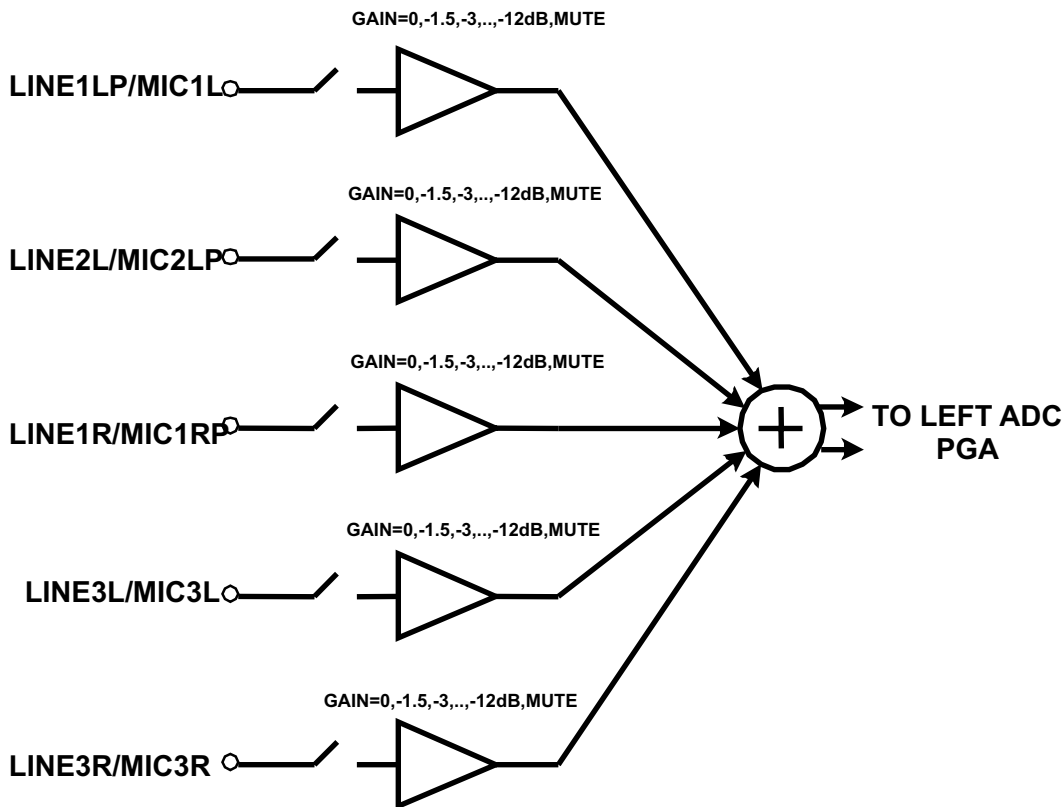 GAIN=0,-1.5,-3,..,-12dB,MUTE
LINE1LP/MIC1L
GAIN=0,-1.5,-3,..,-12dB,MUTE
LINE2L/MIC2LP
GAIN=0,-1.5,-3,..,-12dB,MUTE
LINE1R/MIC1RP
TO LEFT ADC
PGA
GAIN=0,-1.5,-3,..,-12dB,MUTE
LINE3L/MIC3L
GAIN=0,-1.5,-3,..,-12dB,MUTE
LINE3R/MIC3R